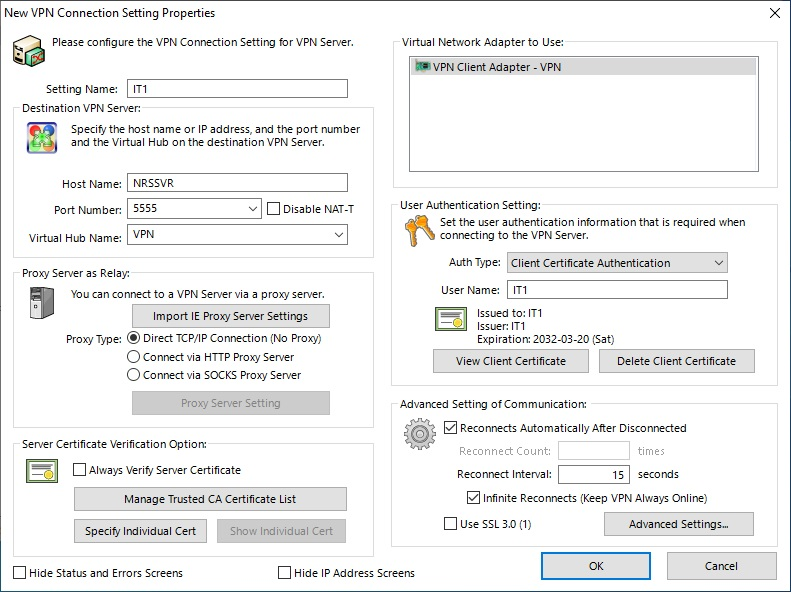 New VPN Connection Setting Properties
Please configure the VPN Connection Setting for VPN Server.
Setting Name: IT1
Destination VPN Server:
Specify the host name or IP address, and the port number
and the Virtual Hub on the destination VPN Server.
Host Name: NRSSVR
Port Number: 5555 Disable NAT-T
Virtual Hub Name: VPN
Proxy Server as Relay:
You can connect to a VPN Server via a proxy server.
Import IE Proxy Server Settings
Proxy Type: Direct TCP/IP Connection (No Proxy)
Connect via HTTP Proxy Server
Connect via SOCKS Proxy Server
Proxy Server Setting
Server Certificate Verification Option:
Always Verify Server Certificate
Manage Trusted CA Certificate List
Specify Individual Cert Show Individual Cert
Hide Status and Errors Screens Hide IP Address Screens
Virtual Network Adapter to Use:
VPN Client Adapter - VPN
User Authentication Setting:
Set the user authentication information that is required when
connecting to the VPN Server.
Auth Type: Client Certificate Authentication
User Name: IT1
Issued to: IT1
Issuer: IT1
Expiration: 2032-03-20 (Sat)
View Client Certificate Delete Client Certificate
Advanced Setting of Communication:
Reconnects Automatically After Disconnected
Reconnect Count: times
Reconnect Interval: 15 seconds
Infinite Reconnects (Keep VPN Always Online)
Use SSL 3.0 (1) Advanced Settings...
OK Cancel